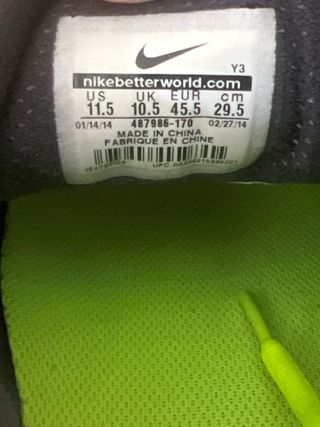 Y3
nikebetterworld.com
US UK EUR cm
11.5 10.5 45.5 29.5
01/14/14 487986-170 02/27/14
MADE IN CHINA
FABRIQUE EN CHINE